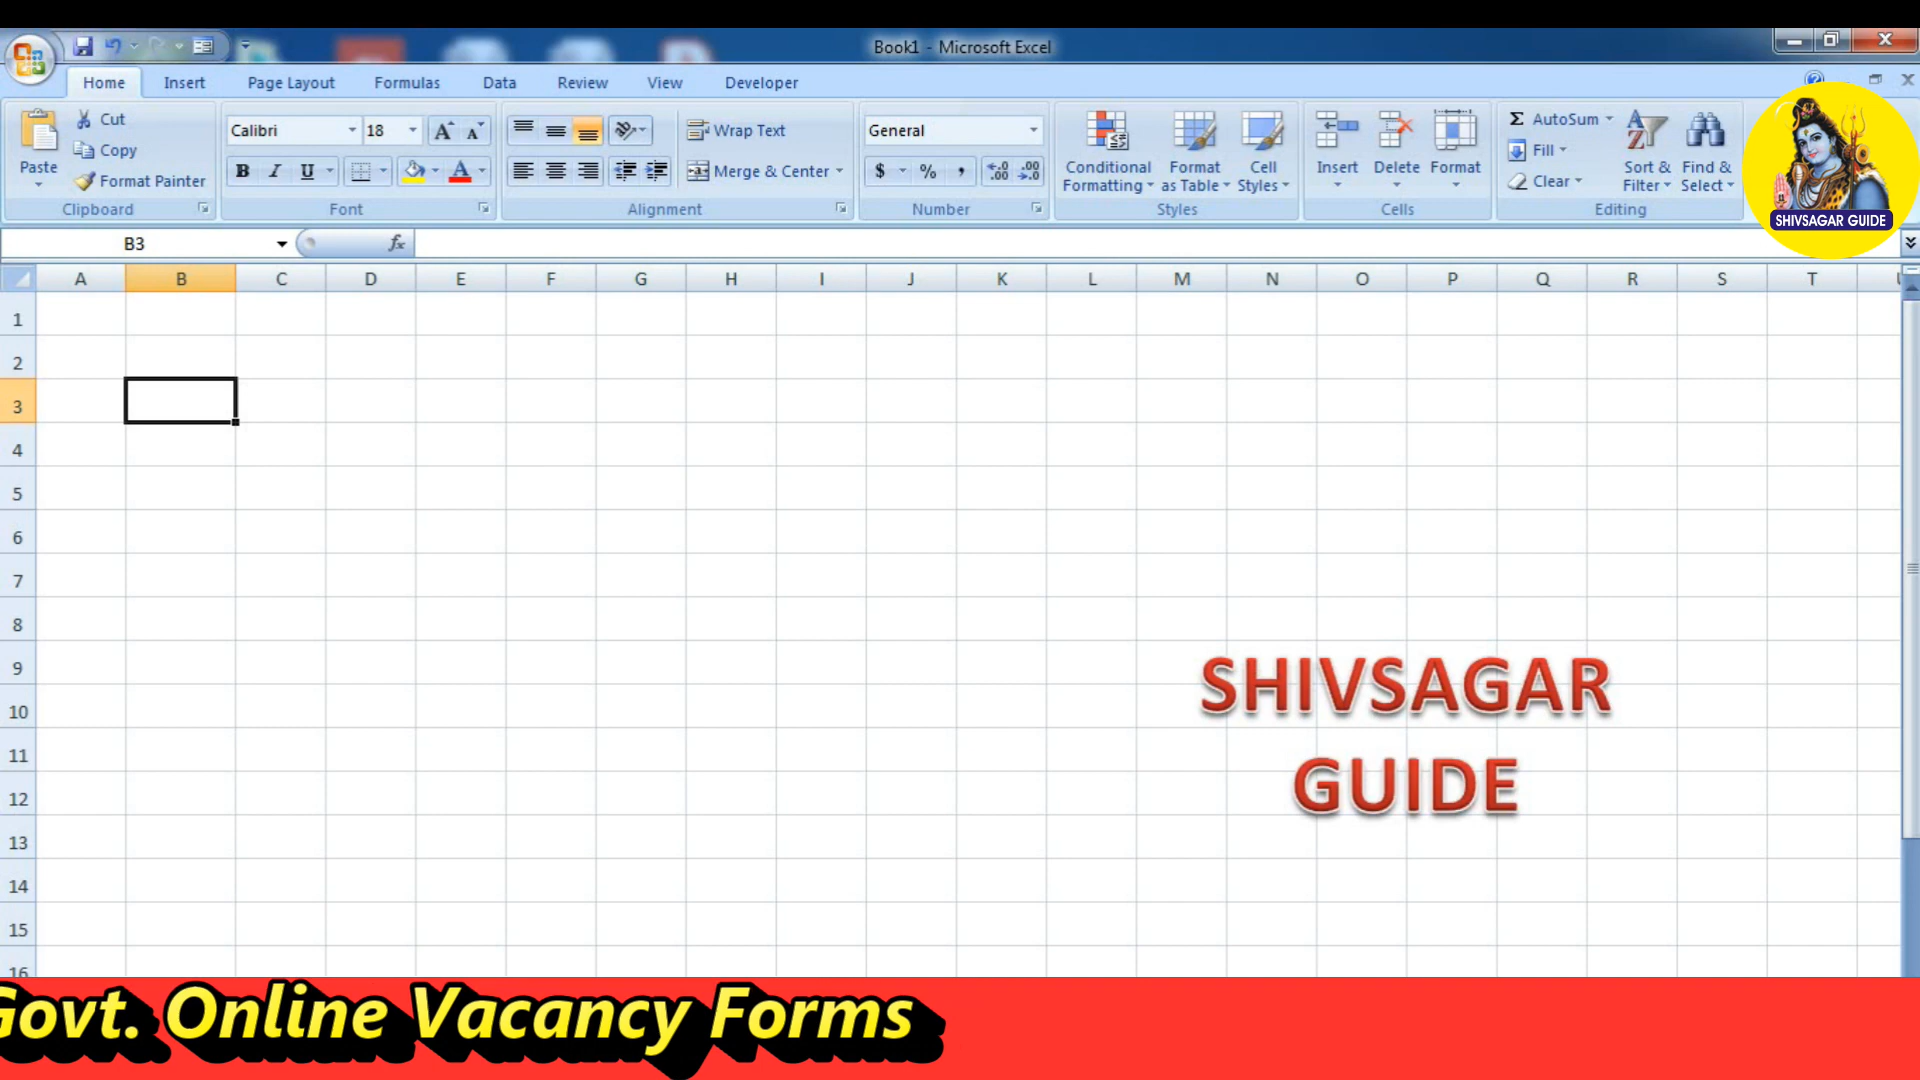 Book1 - Microsoft Excel
Home Insert Page Layout Formulas Data Review View Developer
Cut
Copy
Format Painter
Paste
Clipboard
Calibri 18
B I U
Font
Wrap Text
Merge & Center
Alignment
General
$ % ,
Number
Conditional Formatting
Format as Table
Cell Styles
Styles
Insert Delete Format
Cells
Σ AutoSum
Fill
Clear
Sort & Filter
Find & Select
Editing
SHIVSAGAR GUIDE
B3 fx
A B C D E F G H I J K L M N O P Q R S T
1
2
3
4
5
6
7
8
9
10
11
12
13
14
15
16
SHIVSAGAR
GUIDE
Govt. Online Vacancy Forms